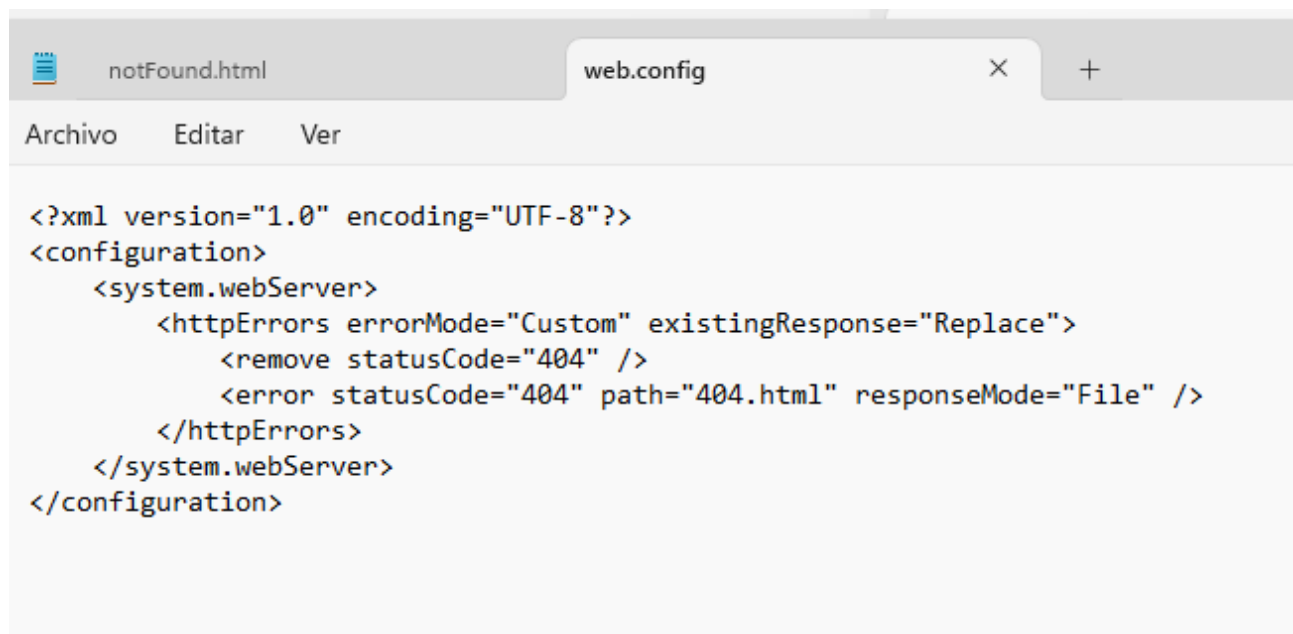 notFound.html
web.config
Archivo Editar Ver
<?xml version="1.0" encoding="UTF-8"?>
<configuration>
    <system.webServer>
        <httpErrors errorMode="Custom" existingResponse="Replace">
            <remove statusCode="404" />
            <error statusCode="404" path="404.html" responseMode="File" />
        </httpErrors>
    </system.webServer>
</configuration>